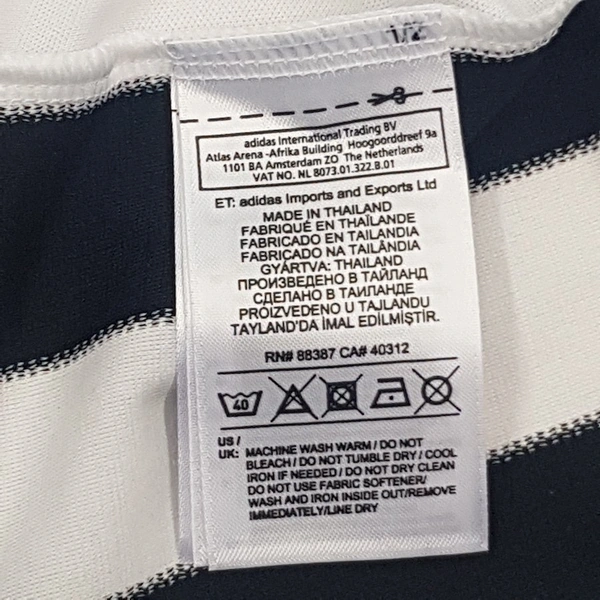 1/2
adidas International Trading BV
Atlas Arena -Afrika Building Hoogoorddreef 9a
1101 BA Amsterdam ZO The Netherlands
VAT NO. NL 8073.01.322.B.01
ET: adidas Imports and Exports Ltd
MADE IN THAILAND
FABRIQUÉ EN THAÏLANDE
FABRICADO EN TAILANDIA
FABRICADO NA TAILÂNDIA
GYÁRTVA: THAILAND
ПРОИЗВЕДЕНО В ТАЙЛАНД
СДЕЛАНО В ТАИЛАНДЕ
PROIZVEDENO U TAJLANDU
TAYLAND'DA İMAL EDİLMİŞTİR.
RN# 88387 CA# 40312
40
US /
UK: MACHINE WASH WARM / DO NOT
BLEACH / DO NOT TUMBLE DRY / COOL
IRON IF NEEDED / DO NOT DRY CLEAN
DO NOT USE FABRIC SOFTENER/
WASH AND IRON INSIDE OUT/REMOVE
IMMEDIATELY/LINE DRY